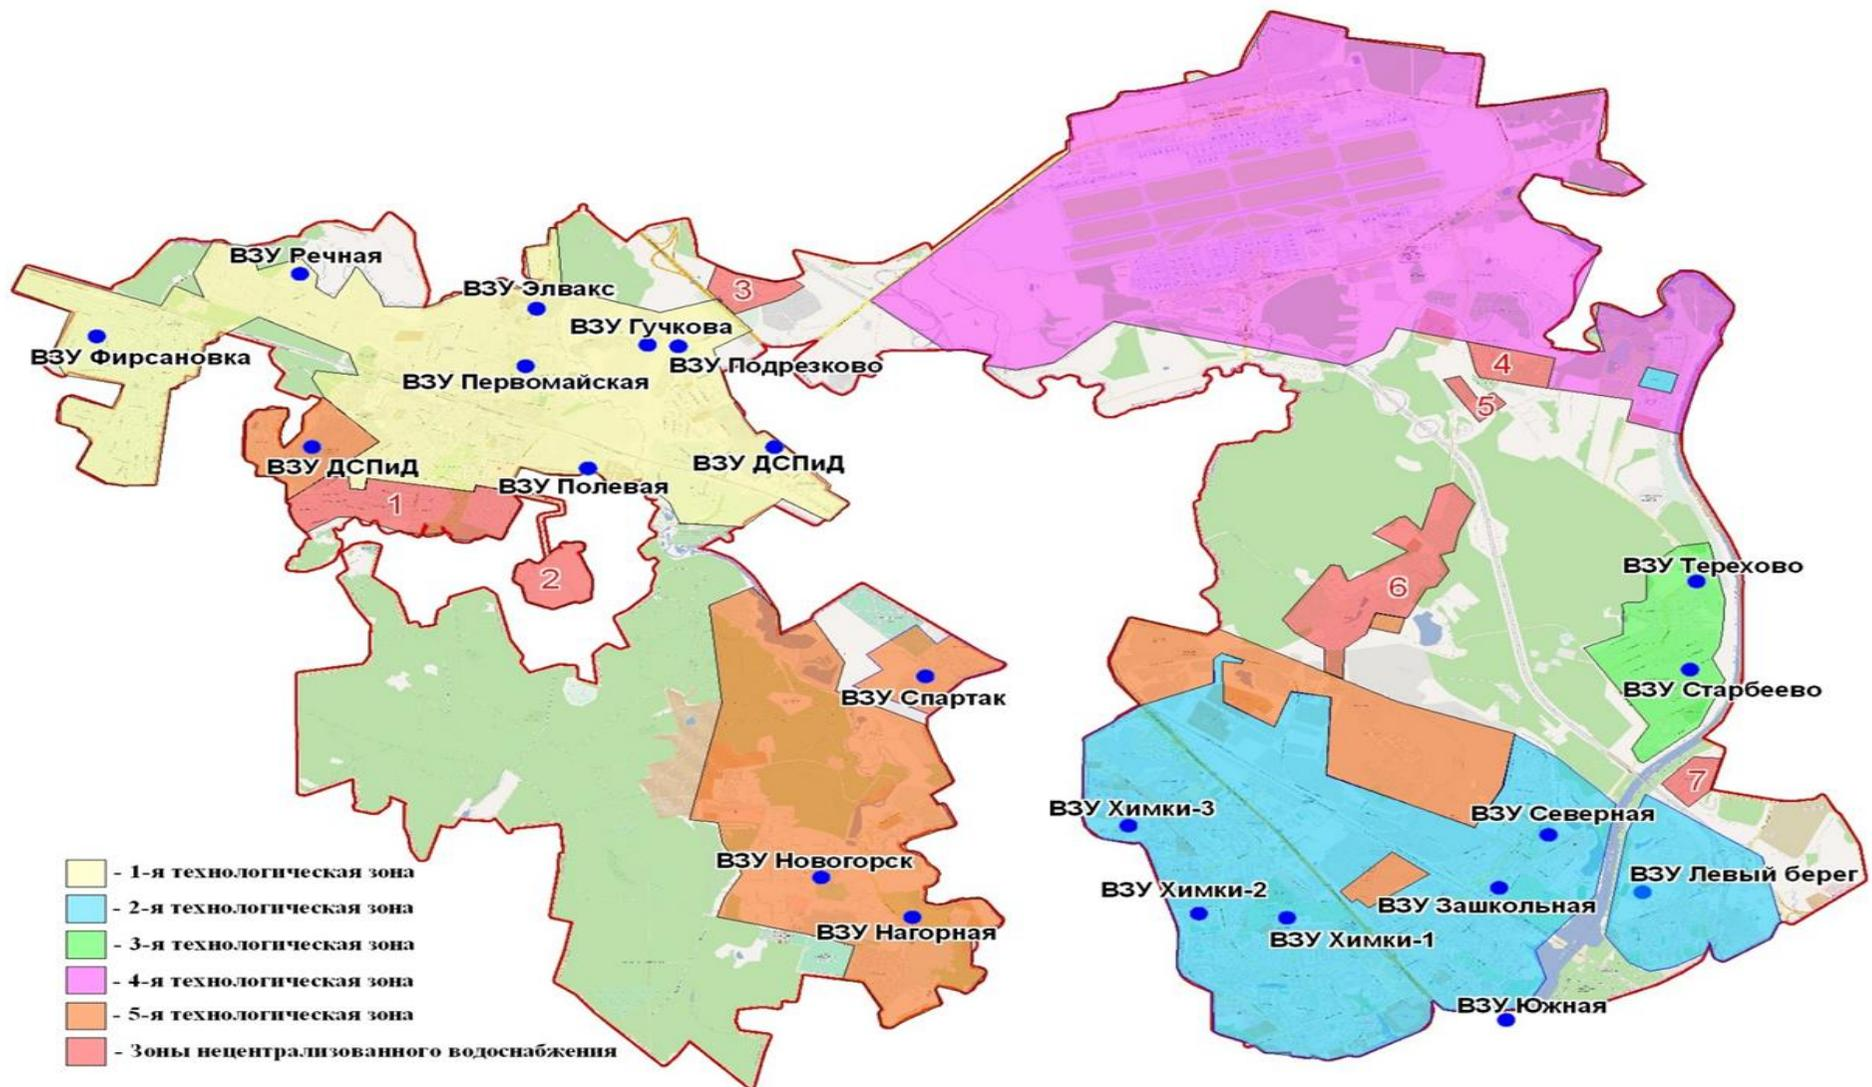 ВЗУ Речная
ВЗУ Элвакс
3
ВЗУ Гучкова
ВЗУ Фирсановка
ВЗУ Подрезково
ВЗУ Первомайская
4
5
ВЗУ ДСПиД
ВЗУ ДСПиД
ВЗУ Полевая
1
2
6
ВЗУ Терехово
ВЗУ Спартак
ВЗУ Старбеево
7
ВЗУ Химки-3
ВЗУ Северная
ВЗУ Новогорск
ВЗУ Левый берег
ВЗУ Химки-2
ВЗУ Зашкольная
ВЗУ Нагорная
ВЗУ Химки-1
ВЗУ Южная
- 1-я технологическая зона
- 2-я технологическая зона
- 3-я технологическая зона
- 4-я технологическая зона
- 5-я технологическая зона
- Зоны нецентрализованного водоснабжения